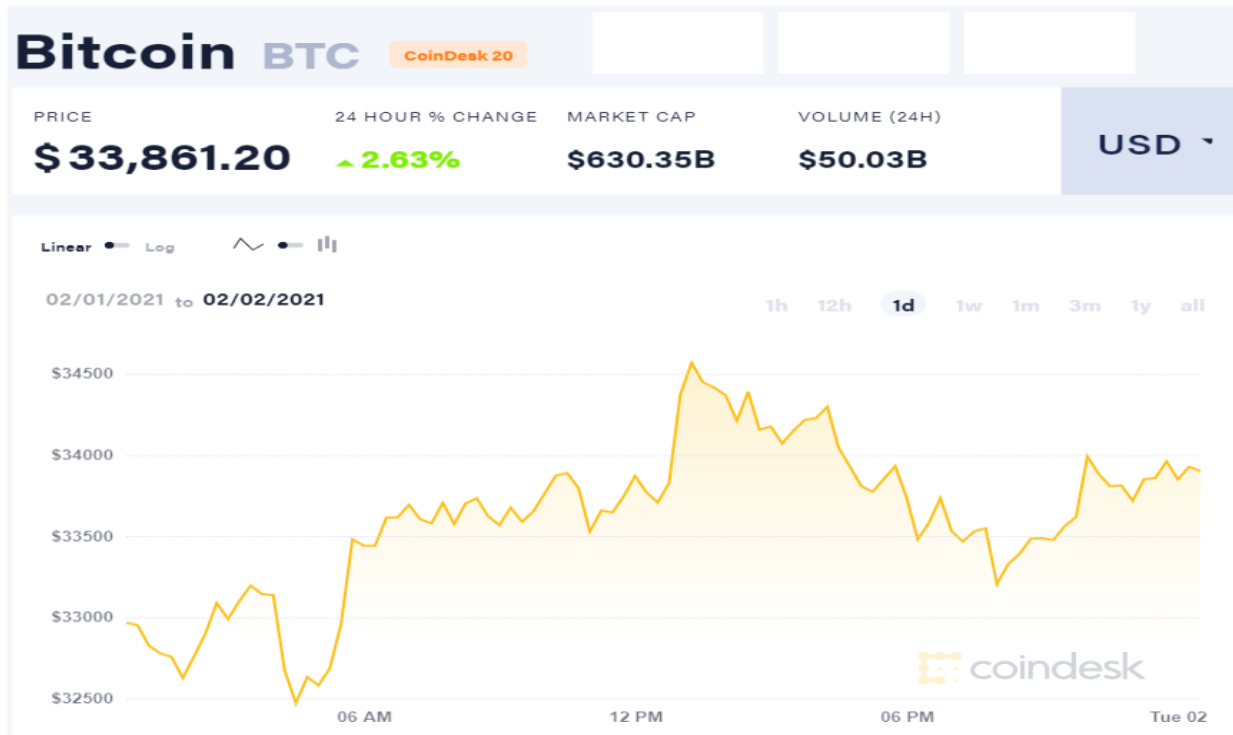 Bitcoin BTC CoinDesk 20
PRICE 24 HOUR % CHANGE MARKET CAP VOLUME (24H)
$33,861.20 2.63% $630.35B $50.03B USD
Linear Log
02/01/2021 to 02/02/2021
1h 12h 1d 1w 1m 3m 1y all
$34500
$34000
$33500
$33000
coindesk
$32500
06 AM 12 PM 06 PM Tue 02